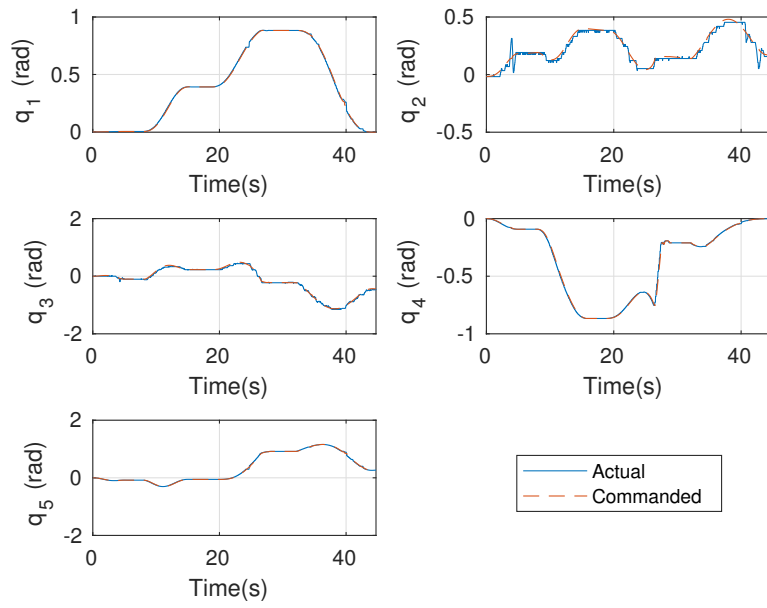 1
0.5
0
q1 (rad)
0 20 40
Time(s)
0.5
0
-0.5
q2 (rad)
0 20 40
Time(s)
2
0
-2
q3 (rad)
0 20 40
Time(s)
0
-0.5
-1
q4 (rad)
0 20 40
Time(s)
2
0
-2
q5 (rad)
0 20 40
Time(s)
Actual
Commanded